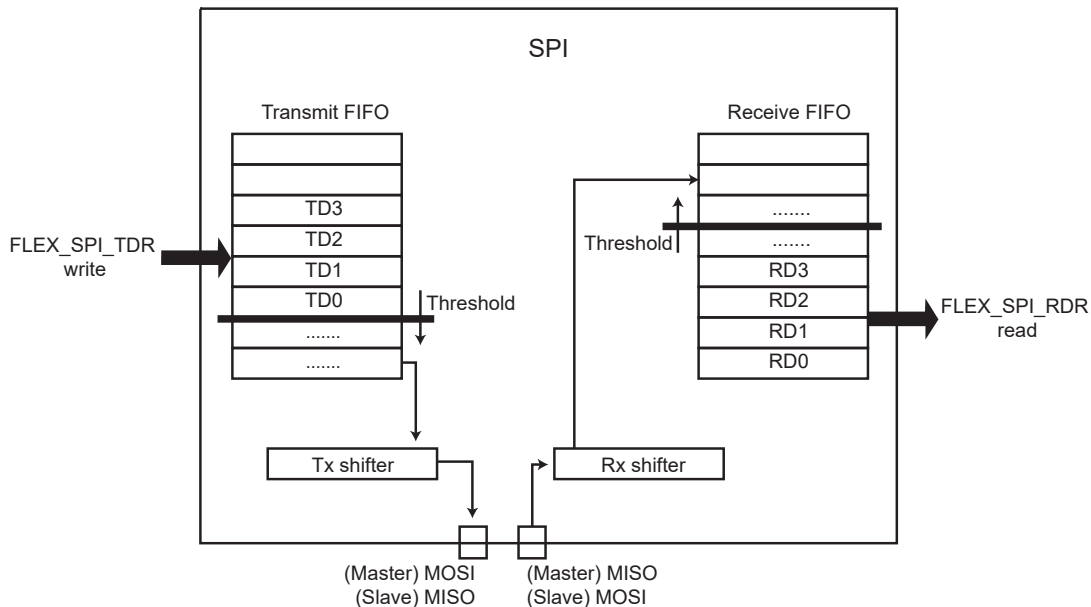 SPI
Transmit FIFO
Receive FIFO
TD3
TD2
TD1
TD0
.......
.......
FLEX_SPI_TDR
write
Threshold
.......
.......
RD3
RD2
RD1
RD0
Threshold
FLEX_SPI_RDR
read
Tx shifter
Rx shifter
(Master) MOSI
(Slave) MISO
(Master) MISO
(Slave) MOSI